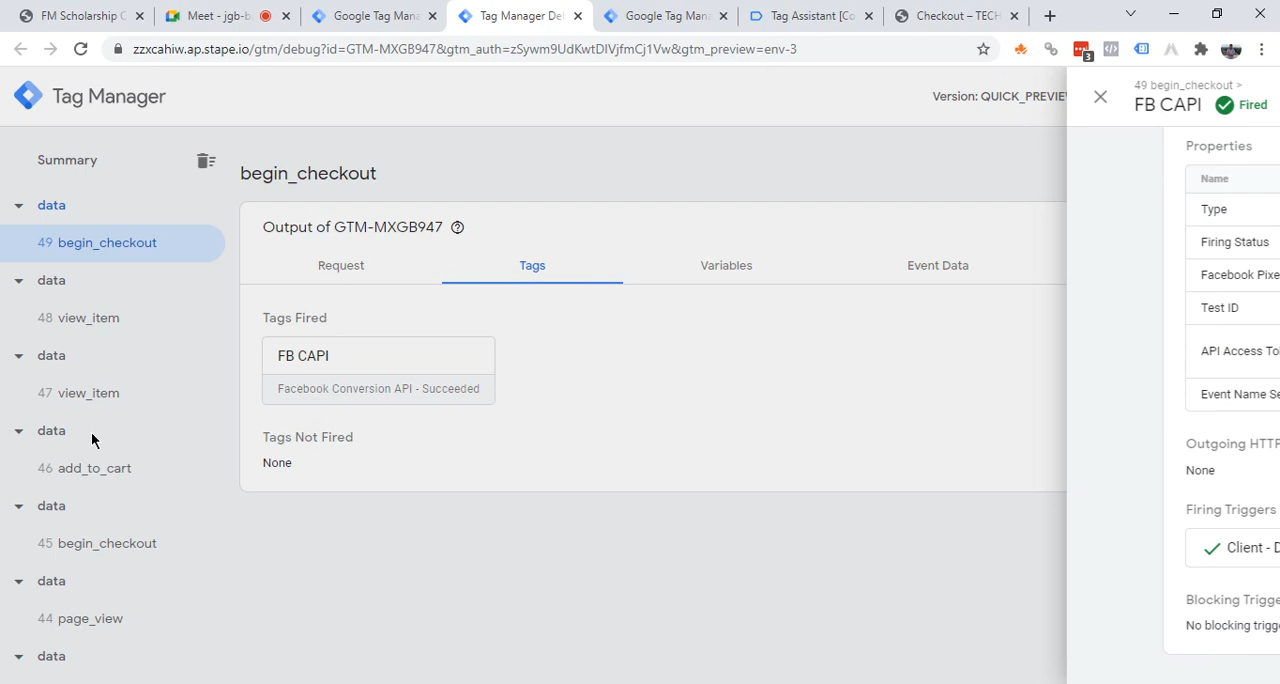 FM Scholarship C
Meet - jgb-b
Google Tag Mana
Tag Manager De
Google Tag Man
Tag Assistant [Co
Checkout – TECH
zzxcahiw.ap.stape.io/gtm/debug?id=GTM-MXGB947&gtm_auth=zSywm9UdKwtDIVjfmCj1Vw&gtm_preview=env-3
3
Tag Manager
Version: QUICK_PREVIE
49 begin_checkout >
FB CAPI Fired
Summary
data
49 begin_checkout
data
48 view_item
data
47 view_item
data
46 add_to_cart
data
45 begin_checkout
data
44 page_view
data
begin_checkout
Output of GTM-MXGB947
Request
Tags
Variables
Event Data
Tags Fired
FB CAPI
Facebook Conversion API - Succeeded
Tags Not Fired
None
Properties
Name
Type
Firing Status
Facebook Pixe
Test ID
API Access To
Event Name Se
Outgoing HTTP
None
Firing Triggers
Client - D
Blocking Trigge
No blocking trigge